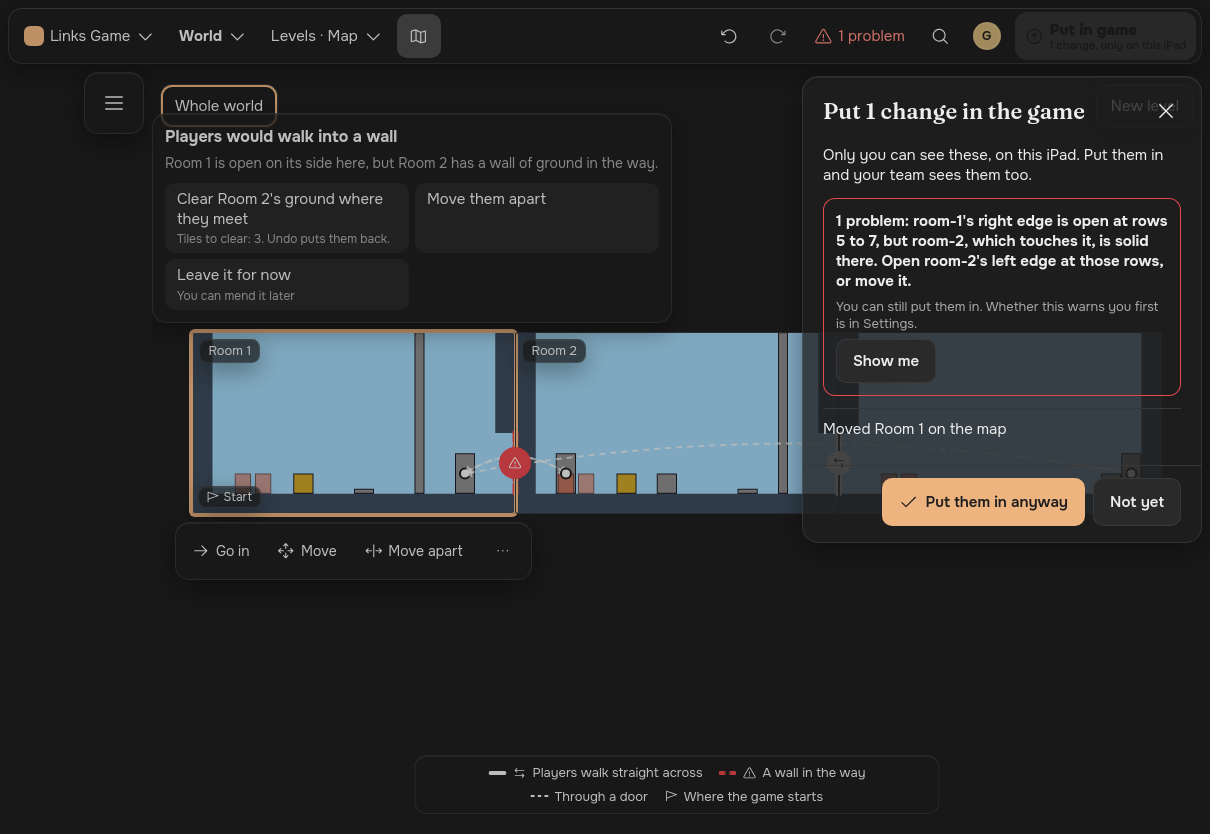 Links Game
World
Levels · Map
1 problem
G
Put in game
1 change, only on this iPad
Whole world
Players would walk into a wall
Room 1 is open on its side here, but Room 2 has a wall of ground in the way.
Clear Room 2's ground where
they meet
Tiles to clear: 3. Undo puts them back.
Move them apart
Leave it for now
You can mend it later
Put 1 change in the game
New level
Only you can see these, on this iPad. Put them in
and your team sees them too.
1 problem: room-1's right edge is open at rows
5 to 7, but room-2, which touches it, is solid
there. Open room-2's left edge at those rows,
or move it.
You can still put them in. Whether this warns you first
is in Settings.
Show me
Moved Room 1 on the map
Put them in anyway
Not yet
Room 1
Room 2
Start
Go in
Move
Move apart
Players walk straight across
A wall in the way
Through a door
Where the game starts